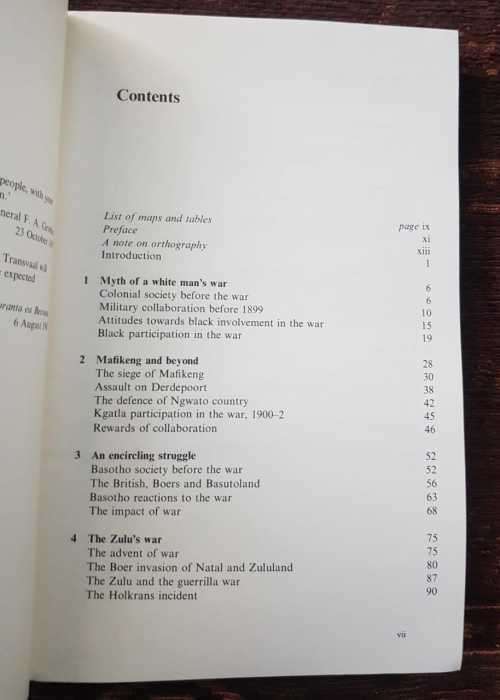 people, with you
n.'
neral F. A. Gro
23 October
Transvaal will
expected
6 August
Contents
List of maps and tables page ix
Preface xi
A note on orthography xiii
Introduction 1
1 Myth of a white man's war 6
Colonial society before the war 6
Military collaboration before 1899 10
Attitudes towards black involvement in the war 15
Black participation in the war 19
2 Mafikeng and beyond 28
The siege of Mafikeng 30
Assault on Derdepoort 38
The defence of Ngwato country 42
Kgatla participation in the war, 1900–2 45
Rewards of collaboration 46
3 An encircling struggle 52
Basotho society before the war 52
The British, Boers and Basutoland 56
Basotho reactions to the war 63
The impact of war 68
4 The Zulu's war 75
The advent of war 75
The Boer invasion of Natal and Zululand 80
The Zulu and the guerrilla war 87
The Holkrans incident 90
vii